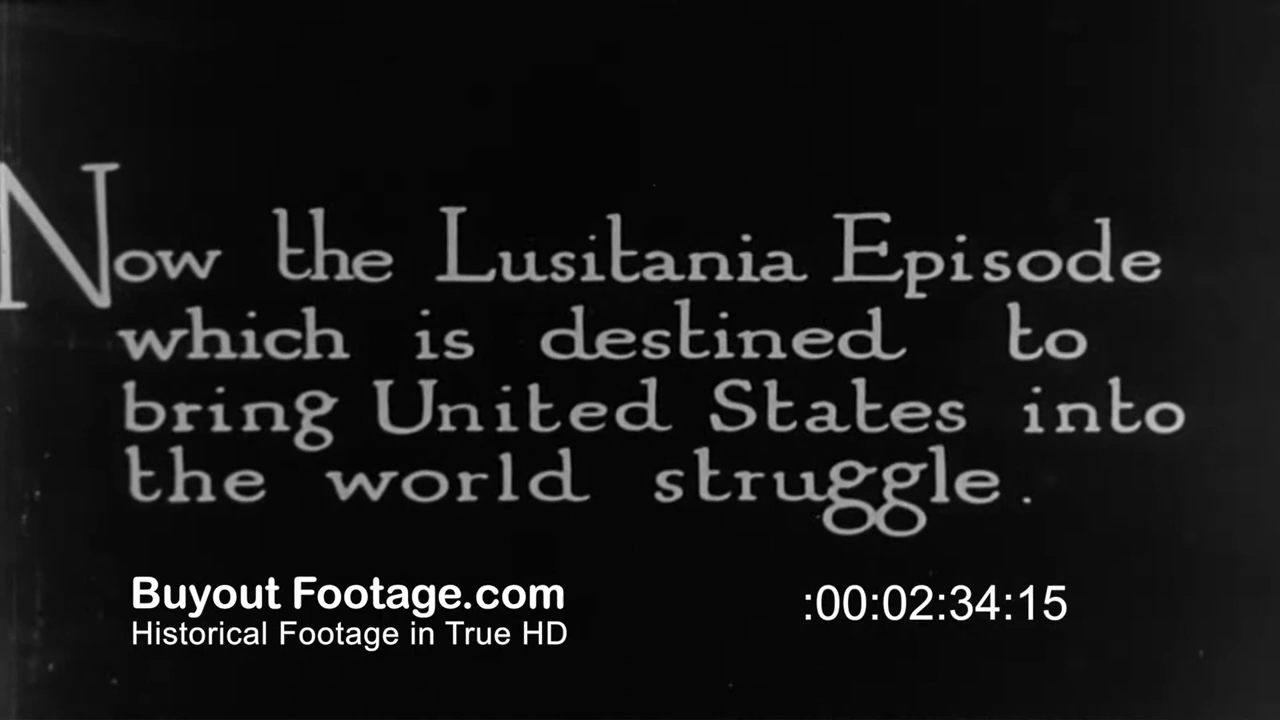 Now the Lusitania Episode
which is destined to
bring United States into
the world struggle.
Buyout Footage.com
:00:02:34:15
Historical Footage in True HD